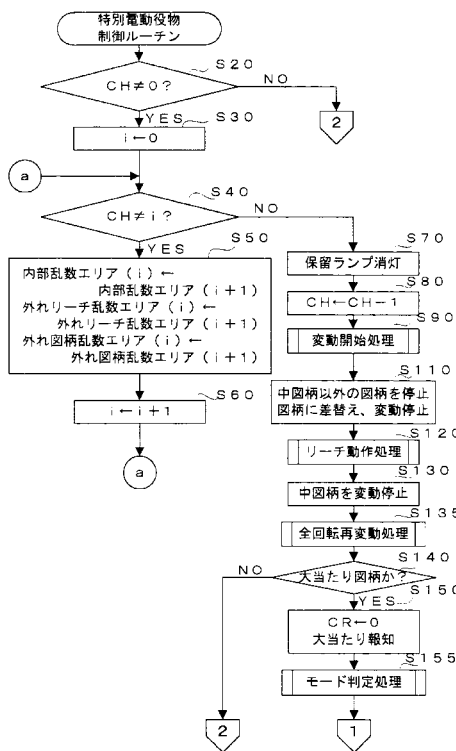 特別電動役物
制御ルーチン
S20
CH≠0?
NO
2
YES
S30
i←0
a
S40
CH≠i?
NO
YES
S50
内部乱数エリア(i)←
内部乱数エリア(i+1)
外れリーチ乱数エリア(i)←
外れリーチ乱数エリア(i+1)
外れ図柄乱数エリア(i)←
外れ図柄乱数エリア(i+1)
S60
i←i+1
a
S70
保留ランプ消灯
S80
CH←CH-1
S90
変動開始処理
S110
中図柄以外の図柄を停止
図柄に差替え、変動停止
S120
リーチ動作処理
S130
中図柄を変動停止
S135
全回転再変動処理
S140
大当たり図柄か?
NO
YES
S150
CR←0
大当たり報知
S155
モード判定処理
2
1